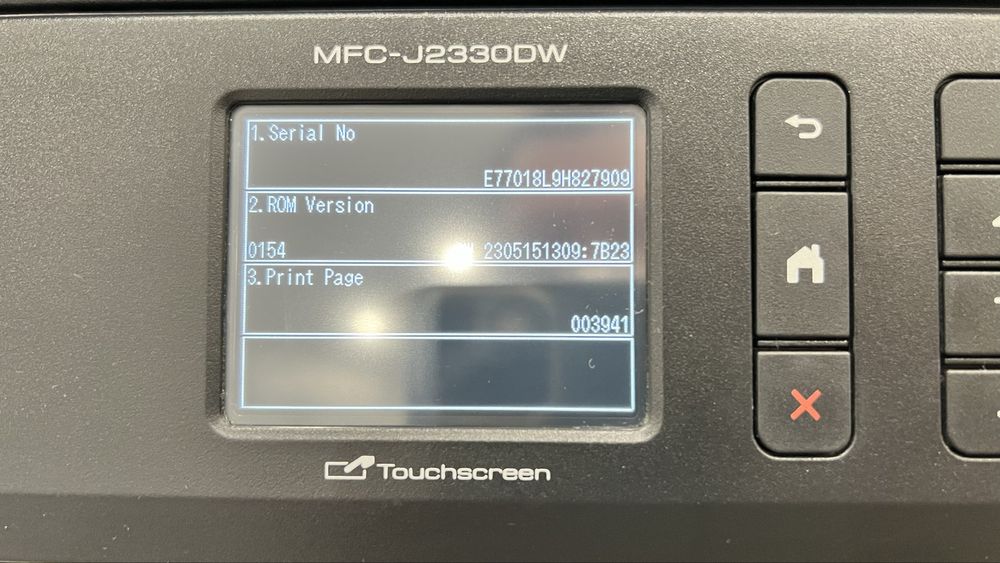 MFC-J2330DW
1.Serial No
E77018L9H827909
2.ROM Version
0154 2305151309:7B23
3.Print Page
003941
Touchscreen